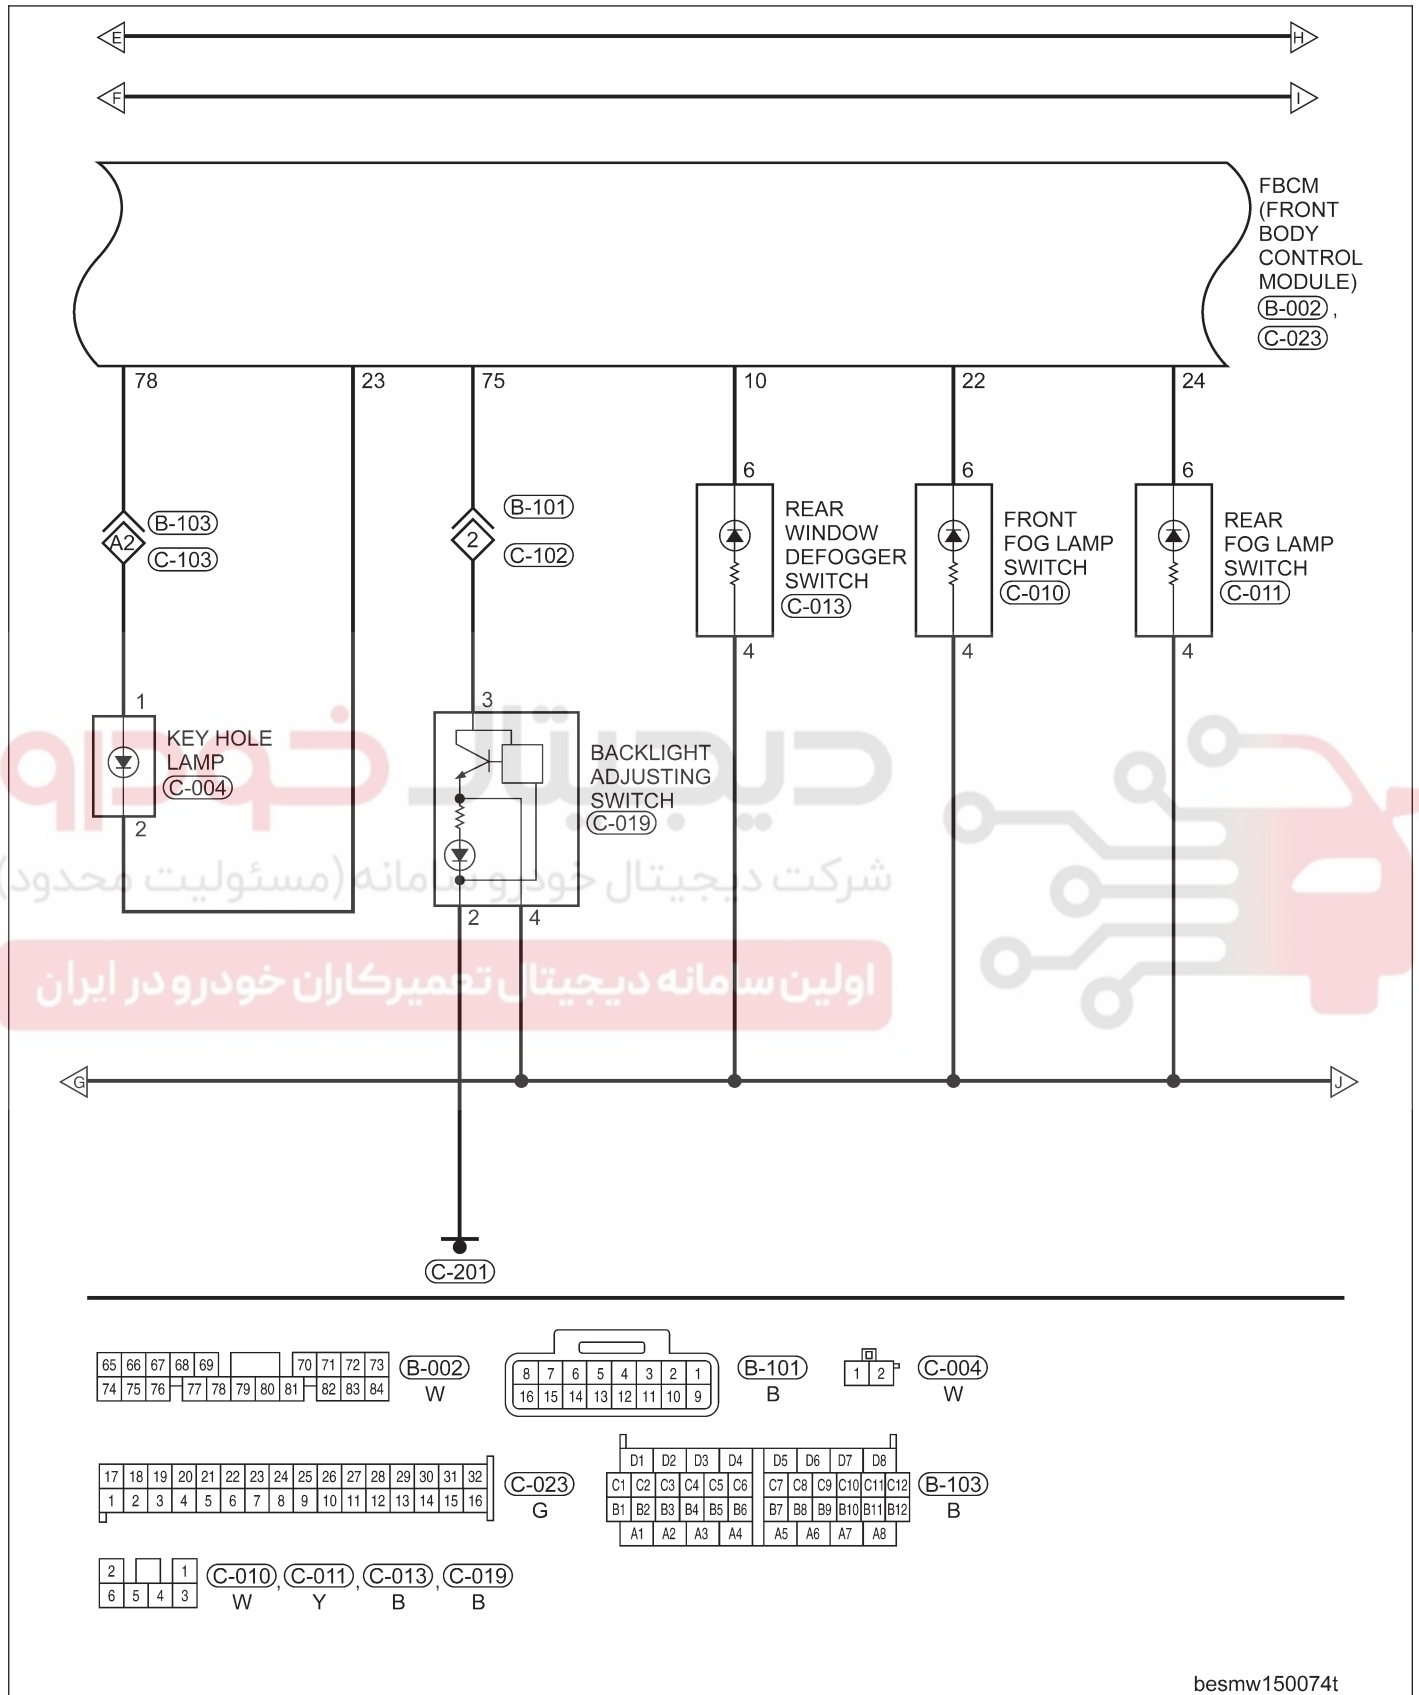 E H
F I
FBCM
(FRONT
BODY
CONTROL
MODULE)
B-002 ,
C-023
78 23 75 10 22 24
6 6 6
B-103
A2
C-103
B-101
2
C-102
REAR
WINDOW
DEFOGGER
SWITCH
C-013
FRONT
FOG LAMP
SWITCH
C-010
REAR
FOG LAMP
SWITCH
C-011
4 4 4
1
KEY HOLE
LAMP
C-004
2
3
BACKLIGHT
ADJUSTING
SWITCH
C-019
2 4
دیجیتال خودرو
شرکت دیجیتال خودرو سامانه (مسئولیت محدود)
اولین سامانه دیجیتال تعمیرکاران خودرو در ایران
G J
C-201
65 66 67 68 69 70 71 72 73
74 75 76 77 78 79 80 81 82 83 84
B-002
W
8 7 6 5 4 3 2 1
16 15 14 13 12 11 10 9
B-101
B
1 2
C-004
W
17 18 19 20 21 22 23 24 25 26 27 28 29 30 31 32
1 2 3 4 5 6 7 8 9 10 11 12 13 14 15 16
C-023
G
D1 D2 D3 D4 D5 D6 D7 D8
C1 C2 C3 C4 C5 C6 C7 C8 C9 C10 C11 C12
B1 B2 B3 B4 B5 B6 B7 B8 B9 B10 B11 B12
A1 A2 A3 A4 A5 A6 A7 A8
B-103
B
2 1
6 5 4 3
C-010 , C-011 , C-013 , C-019
W Y B B
besmw150074t